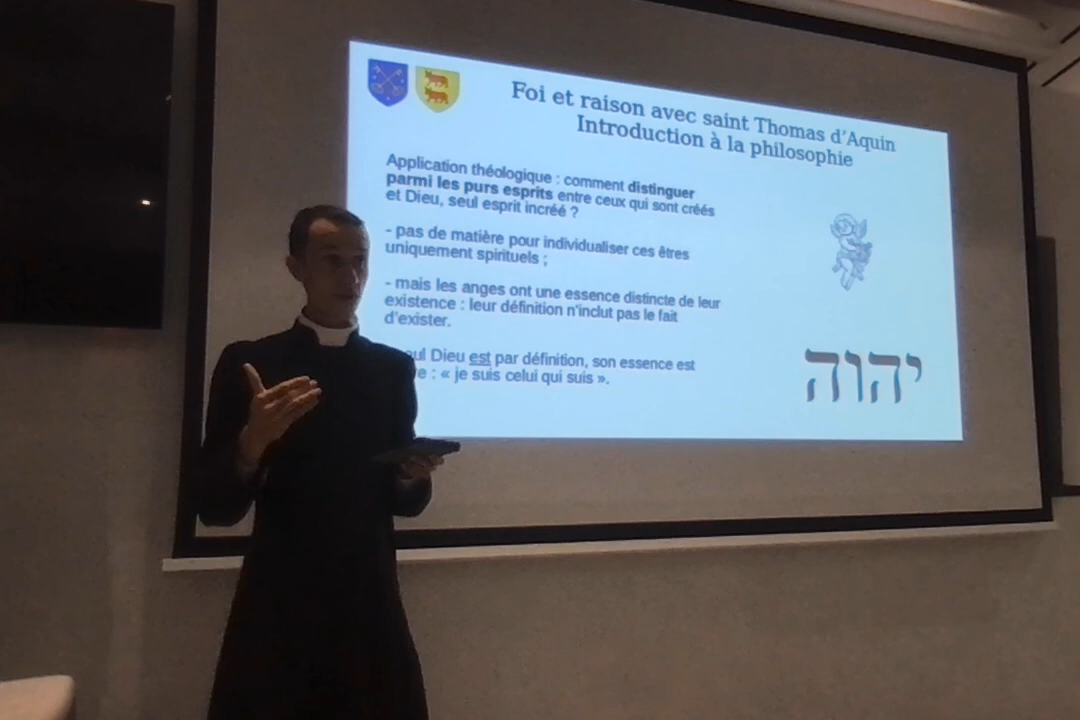 Foi et raison avec saint Thomas d'Aquin
Introduction à la philosophie
Application théologique : comment distinguer
parmi les purs esprits entre ceux qui sont créés
et Dieu, seul esprit incréé ?
- pas de matière pour individualiser ces êtres
uniquement spirituels ;
- mais les anges ont une essence distincte de leur
existence : leur définition n'inclut pas le fait
d'exister.
Dieu est par définition, son essence est
: « je suis celui qui suis ».
יהוה